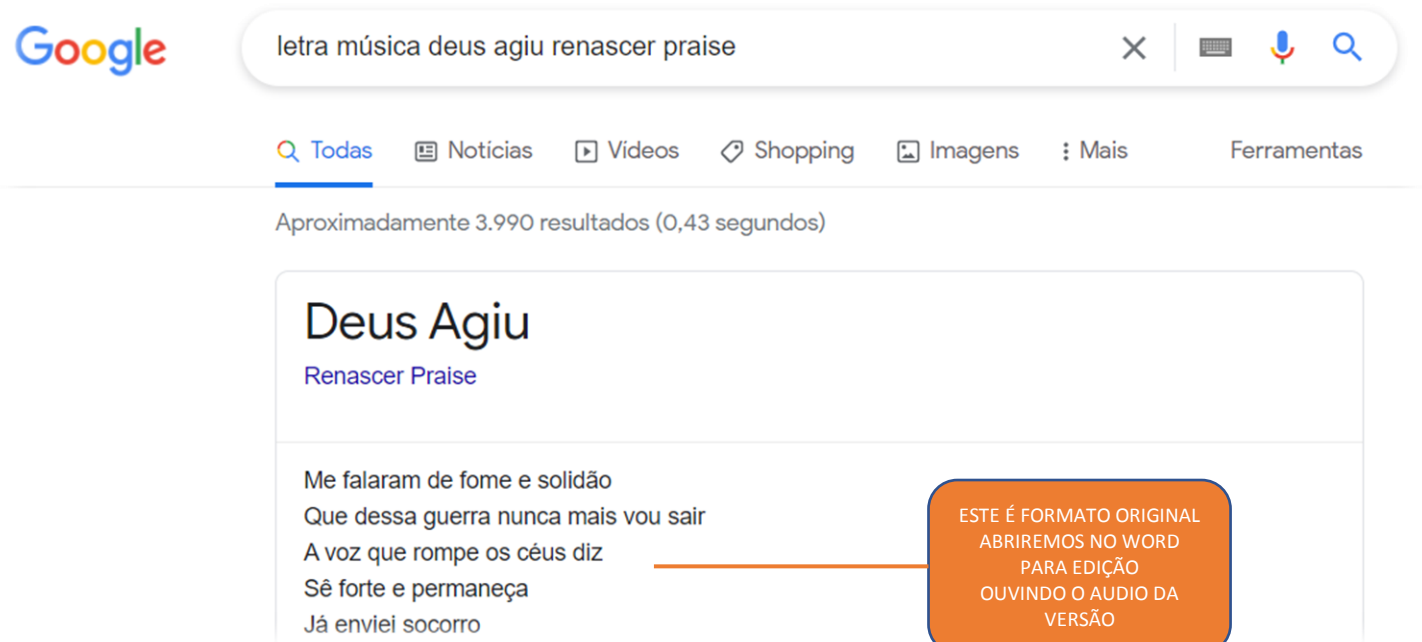 Google
letra música deus agiu renascer praise
Todas Notícias Vídeos Shopping Imagens Mais Ferramentas
Aproximadamente 3.990 resultados (0,43 segundos)
Deus Agiu
Renascer Praise
Me falaram de fome e solidão
Que dessa guerra nunca mais vou sair
A voz que rompe os céus diz
Sê forte e permaneça
Já enviei socorro
ESTE É FORMATO ORIGINAL
ABRIREMOS NO WORD
PARA EDIÇÃO
OUVINDO O AUDIO DA
VERSÃO